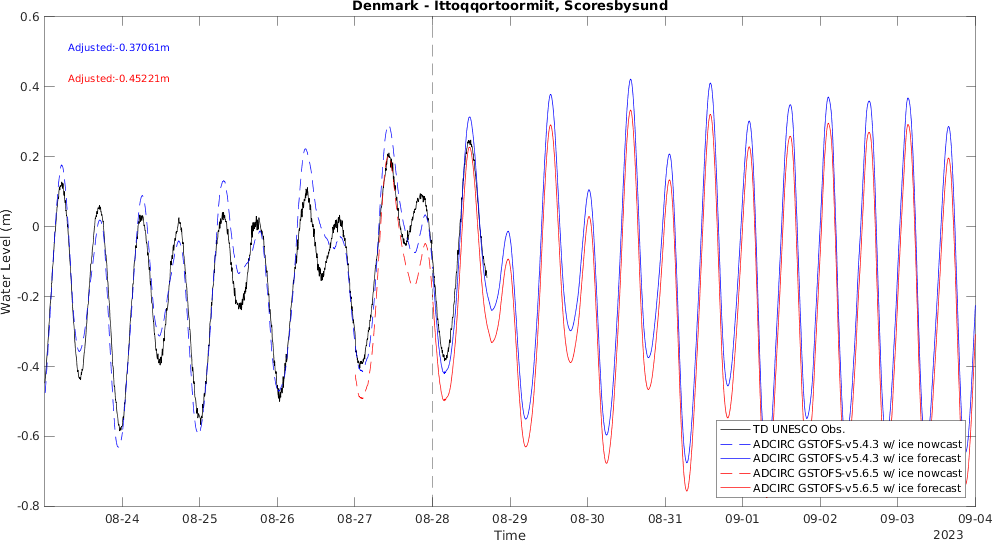 Denmark - Ittoqqortoormiit, Scoresbysund
0.6
Adjusted:-0.37061m
Adjusted:-0.45221m
0.4
0.2
0
-0.2
-0.4
-0.6
-0.8
Water Level (m)
TD UNESCO Obs.
ADCIRC GSTOFS-v5.4.3 w/ ice nowcast
ADCIRC GSTOFS-v5.4.3 w/ ice forecast
ADCIRC GSTOFS-v5.6.5 w/ ice nowcast
ADCIRC GSTOFS-v5.6.5 w/ ice forecast
08-24 08-25 08-26 08-27 08-28 08-29 08-30 08-31 09-01 09-02 09-03 09-04
Time
2023